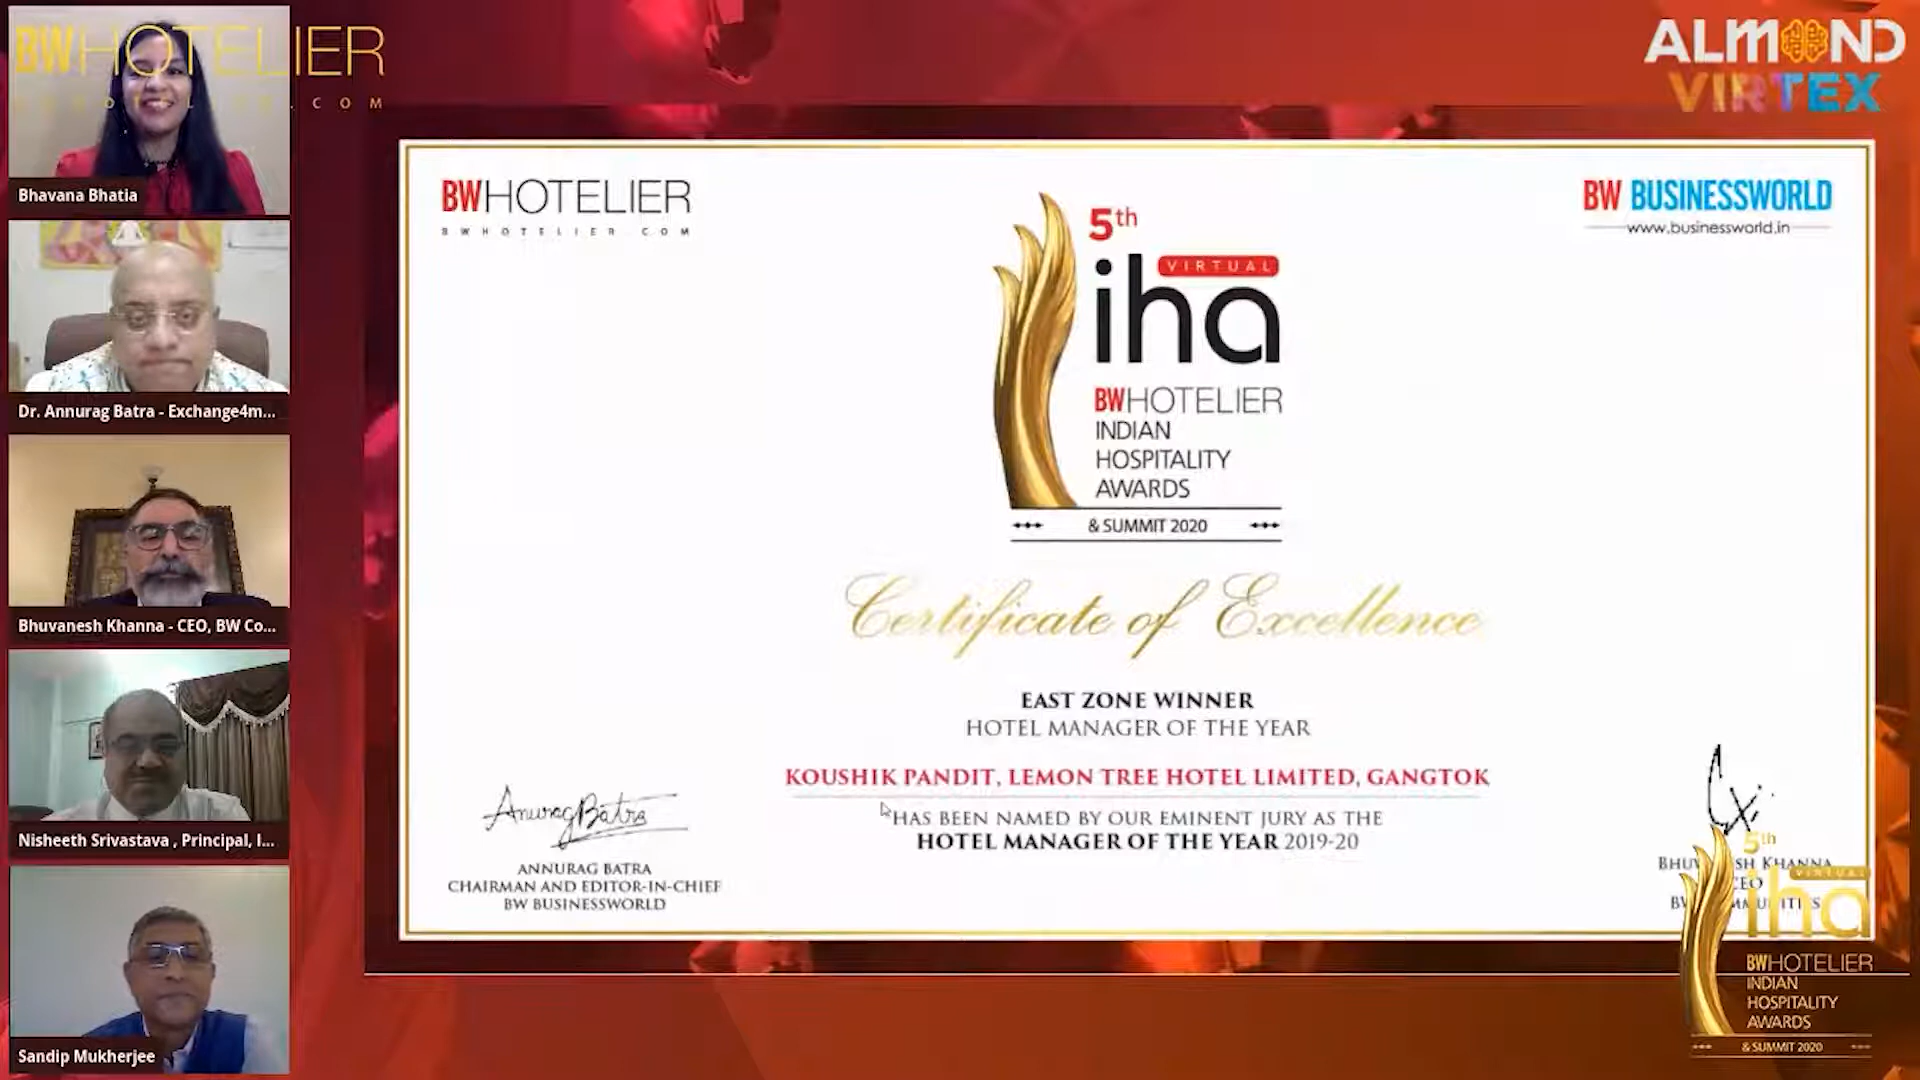 BWHOTELIER
.COM
Bhavana Bhatia
Dr. Annurag Batra - Exchange4m...
Bhuvanesh Khanna - CEO, BW Co...
Nisheeth Srivastava , Principal, I...
Sandip Mukherjee
ALMOND
VIRTEX
BWHOTELIER
BWHOTELIER.COM
BW BUSINESSWORLD
www.businessworld.in
5th
VIRTUAL
iha
BWHOTELIER
INDIAN
HOSPITALITY
AWARDS
& SUMMIT 2020
Certificate of Excellence
EAST ZONE WINNER
HOTEL MANAGER OF THE YEAR
KOUSHIK PANDIT, LEMON TREE HOTEL LIMITED, GANGTOK
HAS BEEN NAMED BY OUR EMINENT JURY AS THE
HOTEL MANAGER OF THE YEAR 2019-20
Anurag Batra
ANNURAG BATRA
CHAIRMAN AND EDITOR-IN-CHIEF
BW BUSINESSWORLD
KHANNA
CEO
5th
VIRTUAL
iha
BWHOTELIER
INDIAN
HOSPITALITY
AWARDS
& SUMMIT 2020